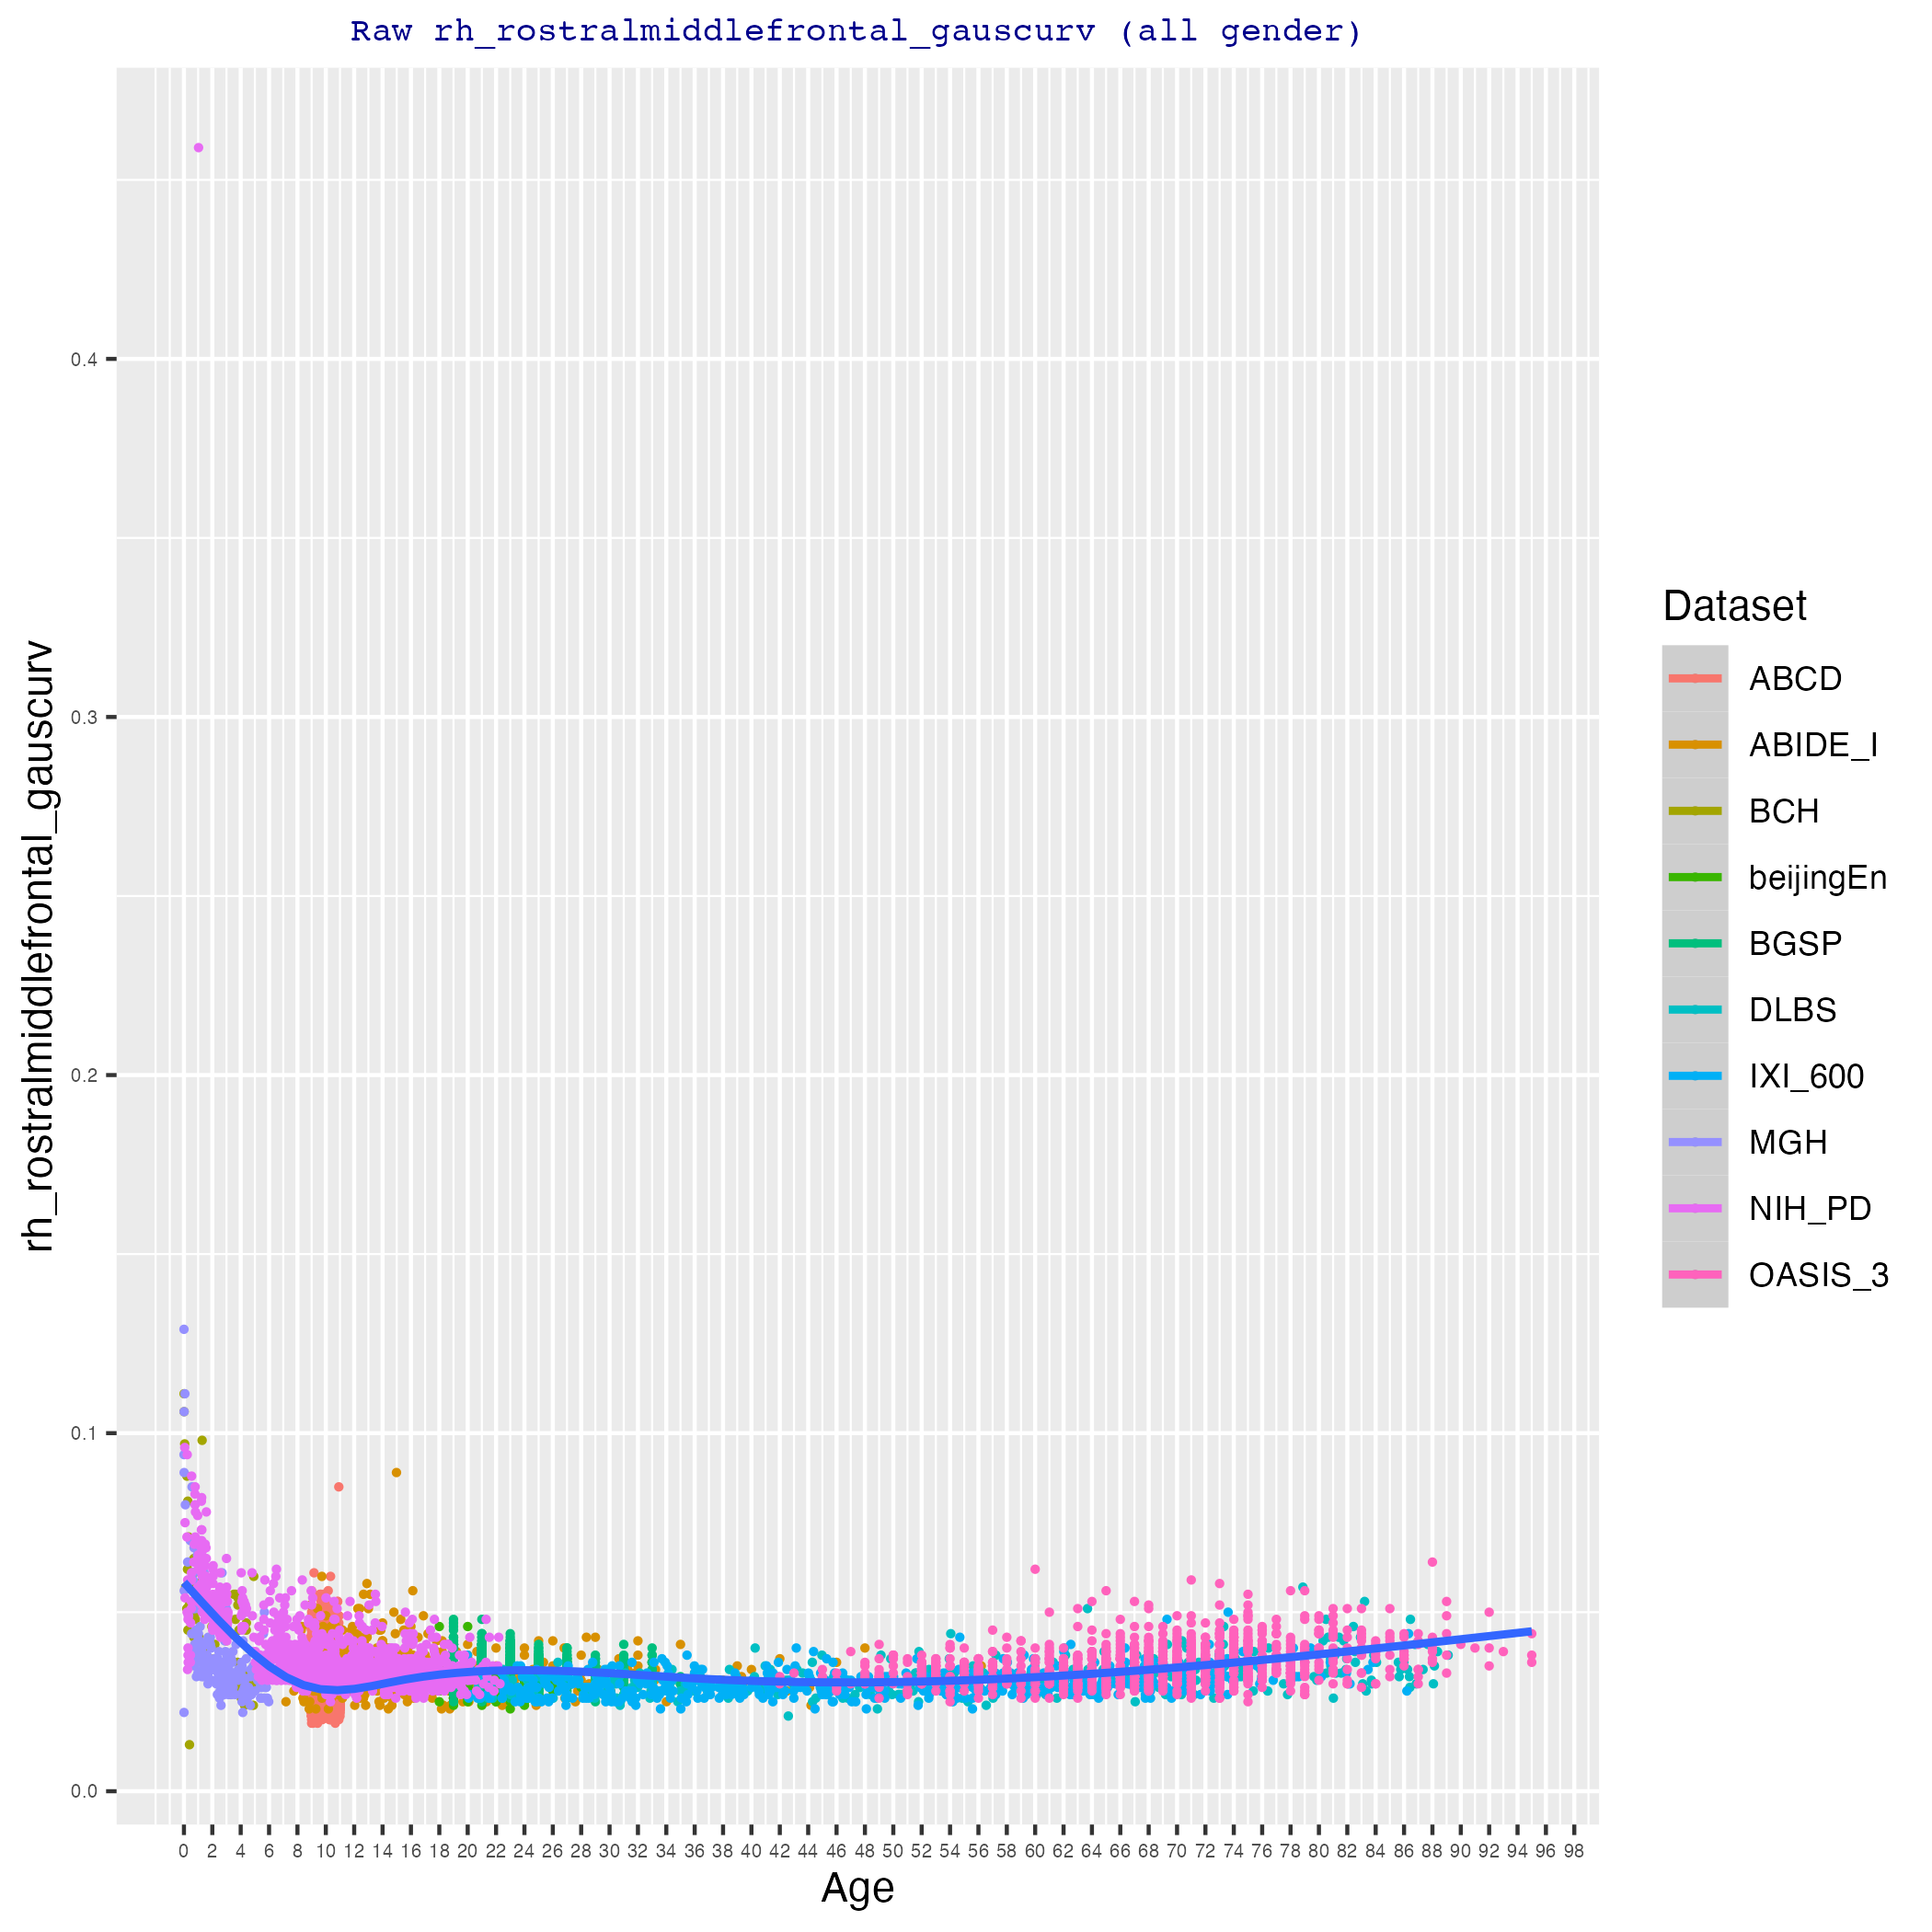 Raw rh_rostralmiddlefrontal_gauscurv (all gender)
rh_rostralmiddlefrontal_gauscurv
0.4
0.3
0.2
0.1
0.0
0 2 4 6 8 10 12 14 16 18 20 22 24 26 28 30 32 34 36 38 40 42 44 46 48 50 52 54 56 58 60 62 64 66 68 70 72 74 76 78 80 82 84 86 88 90 92 94 96 98
Age
Dataset
ABCD
ABIDE_I
BCH
beijingEn
BGSP
DLBS
IXI_600
MGH
NIH_PD
OASIS_3